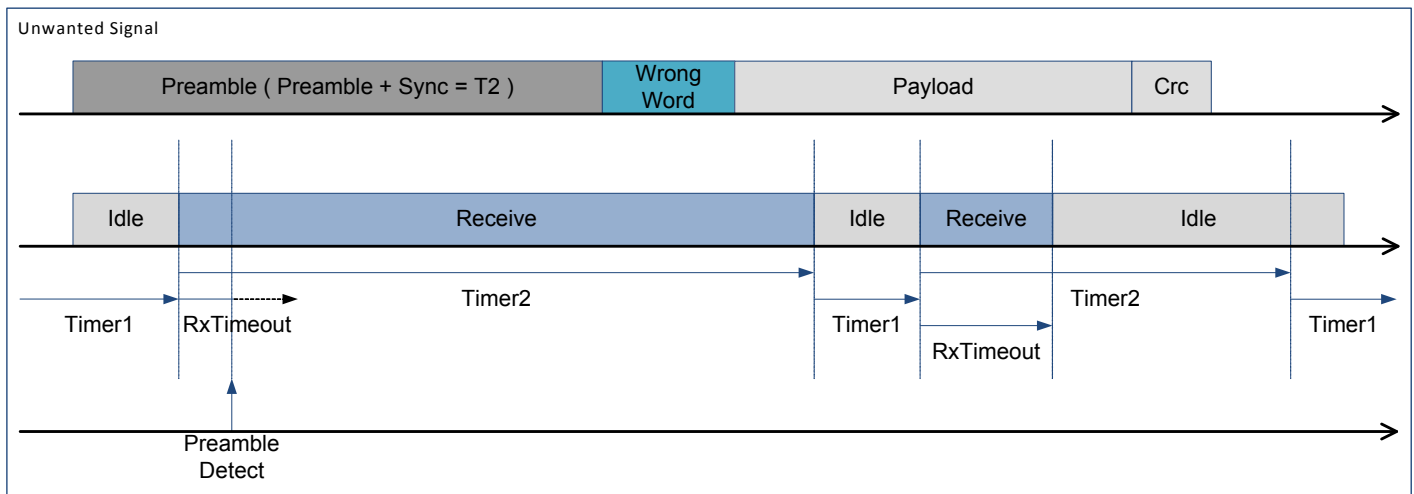 Unwanted Signal
Preamble ( Preamble + Sync = T2 )
Wrong
Word
Payload
Crc
Idle
Receive
Idle
Receive
Idle
Timer1
RxTimeout
Timer2
Timer1
RxTimeout
Timer2
Timer1
Preamble
Detect